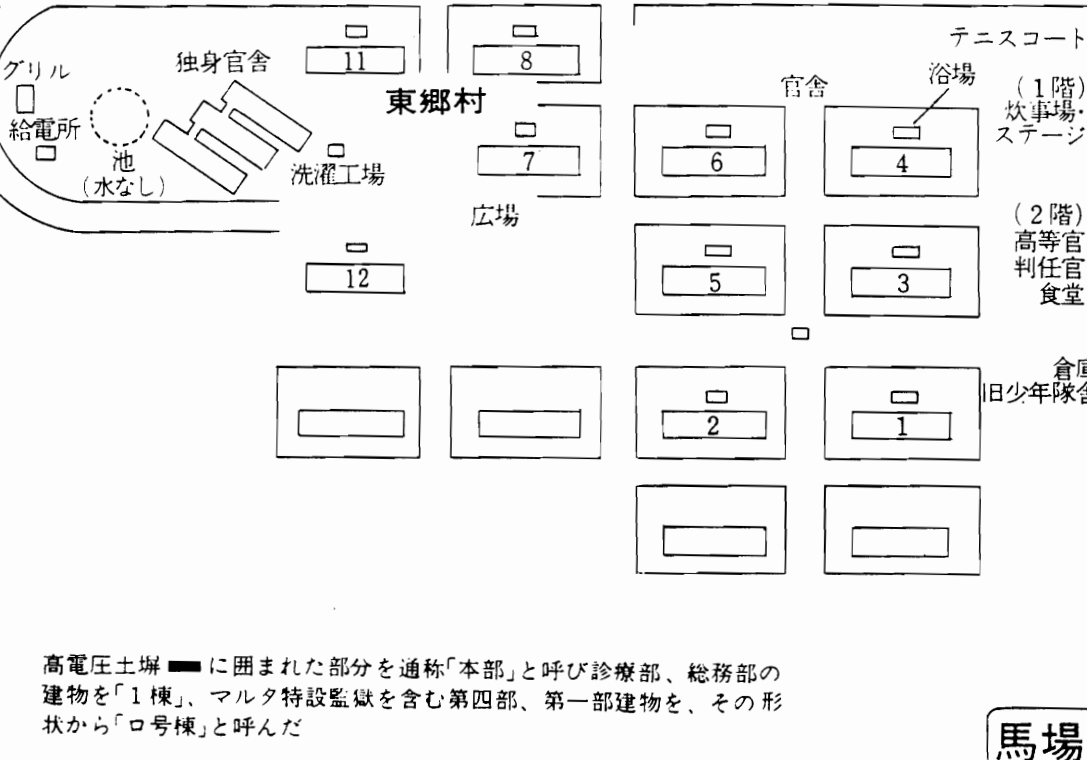 テニスコート
グリル
独身官舎
11
8
官舎
浴場
(1階)
炊事場・
ステージ
東郷村
給電所
池
(水なし)
洗濯工場
7
6
4
広場
(2階)
高等官
判任官
食堂
12
5
3
倉庫
旧少年隊舎
2
1
高電圧土塀 に囲まれた部分を通称「本部」と呼び診療部、総務部の
建物を「1棟」、マルタ特設監獄を含む第四部、第一部建物を、その形
状から「ロ号棟」と呼んだ
馬場